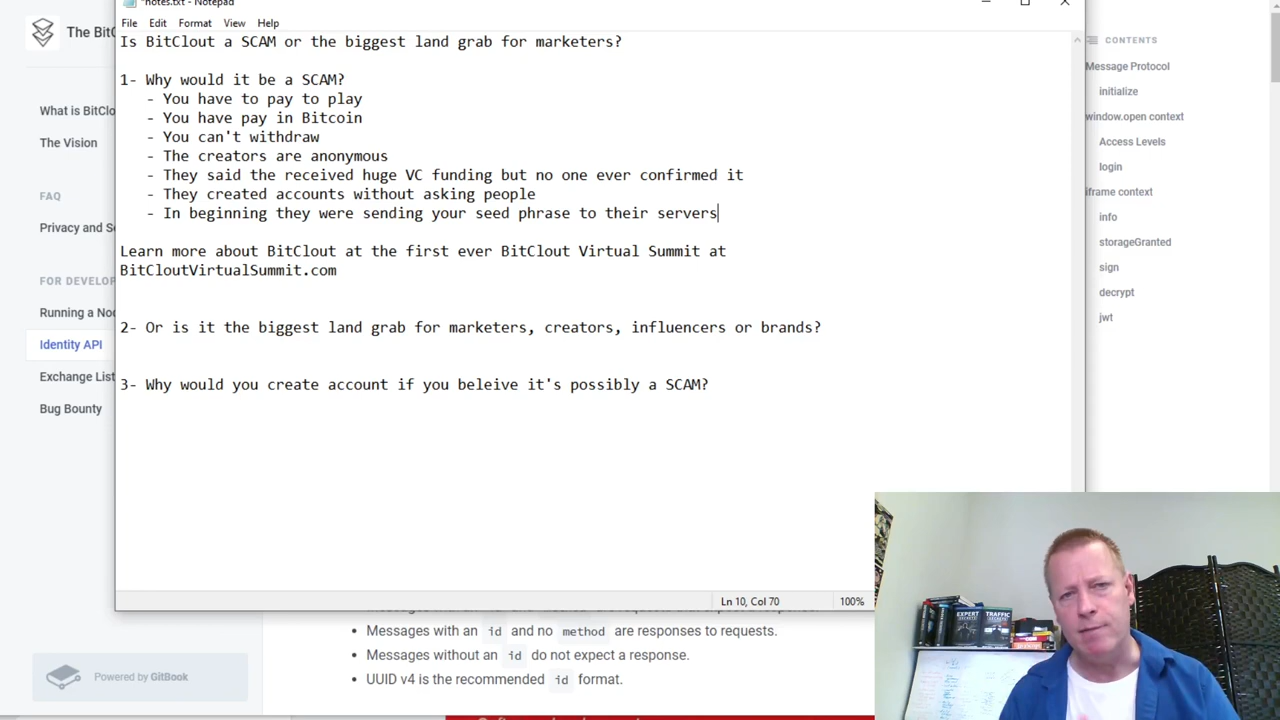 *notes.txt - Notepad
File Edit Format View Help
Is BitClout a SCAM or the biggest land grab for marketers?
1- Why would it be a SCAM?
- You have to pay to play
- You have pay in Bitcoin
- You can't withdraw
- The creators are anonymous
- They said the received huge VC funding but no one ever confirmed it
- They created accounts without asking people
- In beginning they were sending your seed phrase to their servers
Learn more about BitClout at the first ever BitClout Virtual Summit at
BitCloutVirtualSummit.com
2- Or is it the biggest land grab for marketers, creators, influencers or brands?
3- Why would you create account if you beleive it's possibly a SCAM?
Ln 10, Col 70 100%
The BitC
What is BitClo
The Vision
FAQ
Privacy and S
FOR DEVELO
Running a No
Identity API
Exchange List
Bug Bounty
Powered by GitBook
Messages with an id and no method are responses to requests.
Messages without an id do not expect a response.
UUID v4 is the recommended id format.
CONTENTS
Message Protocol
initialize
window.open context
Access Levels
login
iframe context
info
storageGranted
sign
decrypt
jwt
EXPERT
SECRETS
TRAFFIC
SECRETS